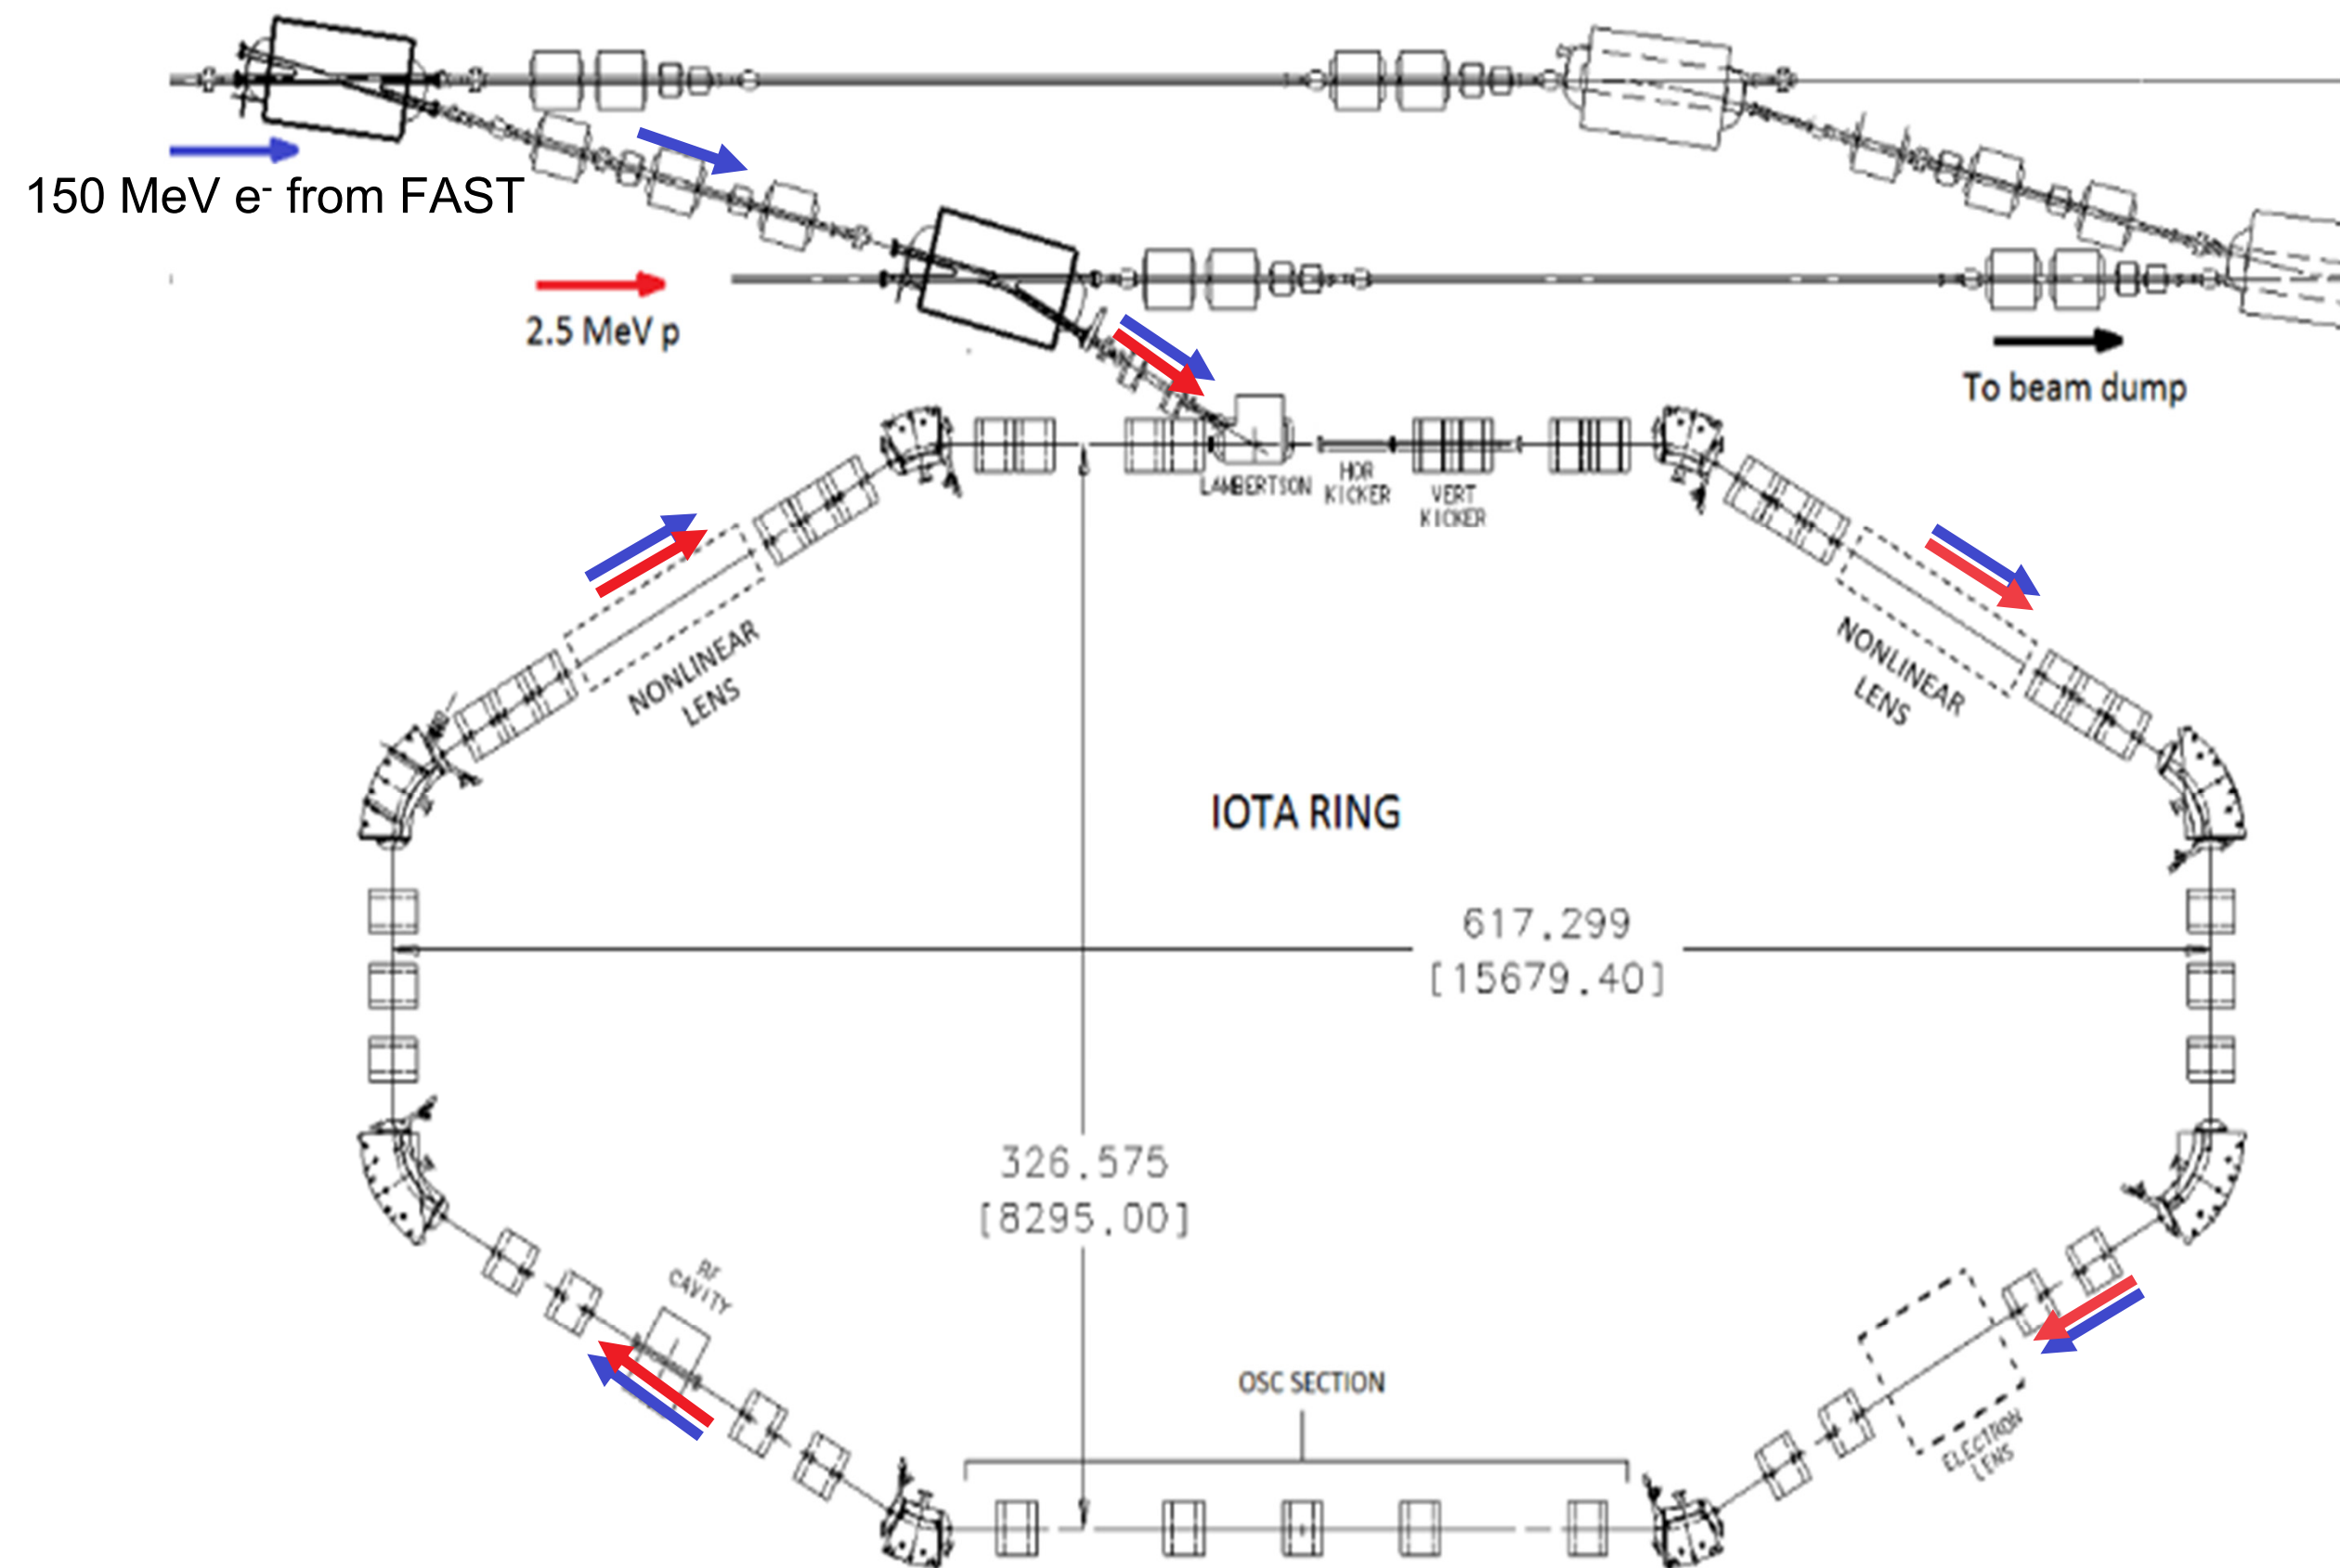 150 MeV e- from FAST
2.5 MeV p
To beam dump
LAMBERTSON
HOR
KICKER
VERT
KICKER
NONLINEAR
LENS
NONLINEAR
LENS
IOTA RING
617.299
[15679.40]
326.575
[8295.00]
RF
CAVITY
OSC SECTION
ELECTRON
LENS